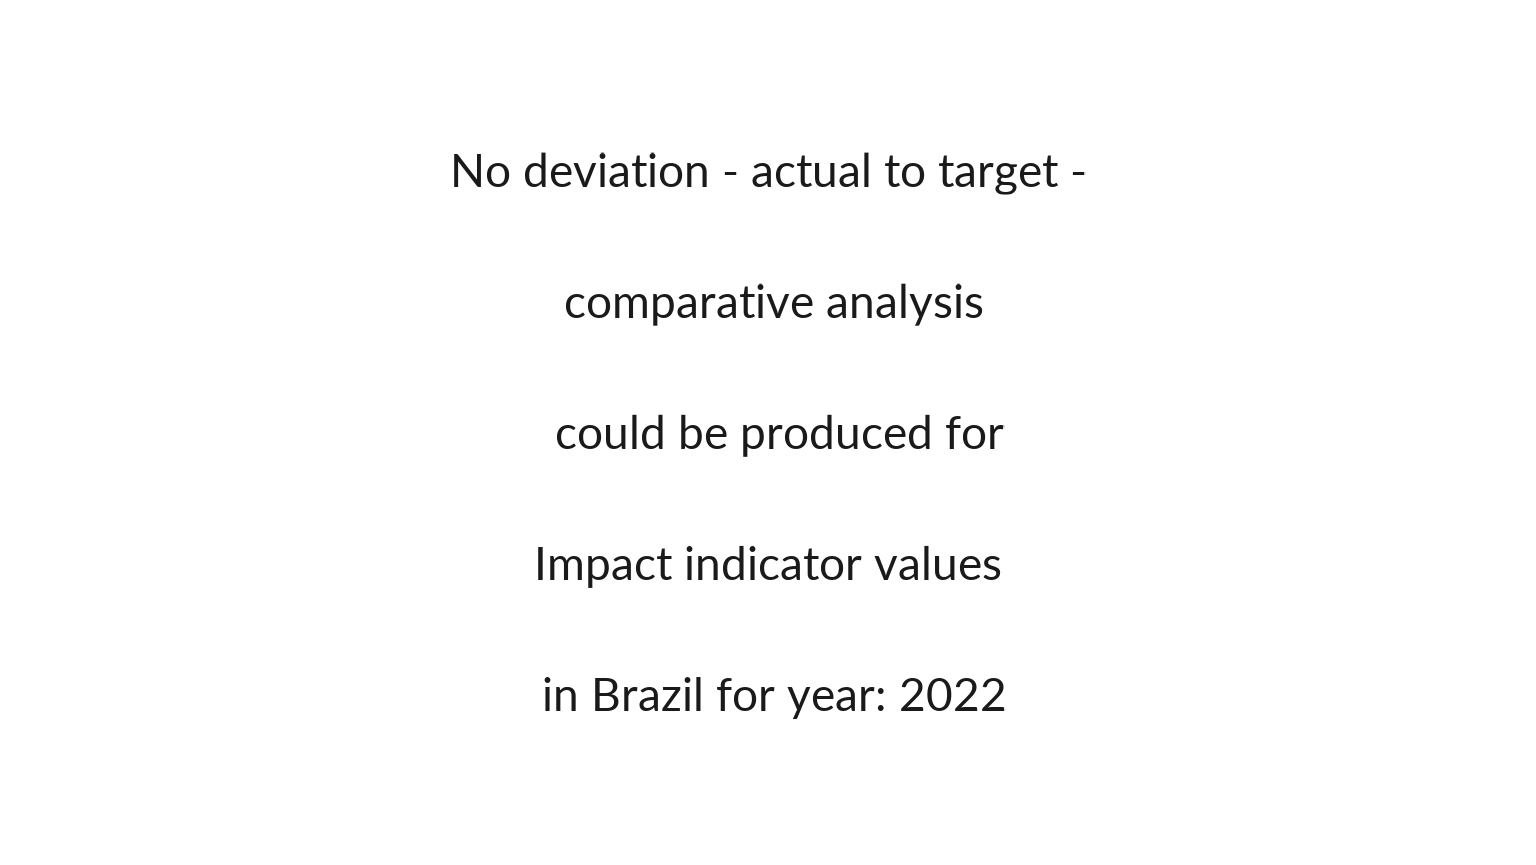 No deviation - actual to target -
comparative analysis
could be produced for
Impact indicator values
in Brazil for year: 2022